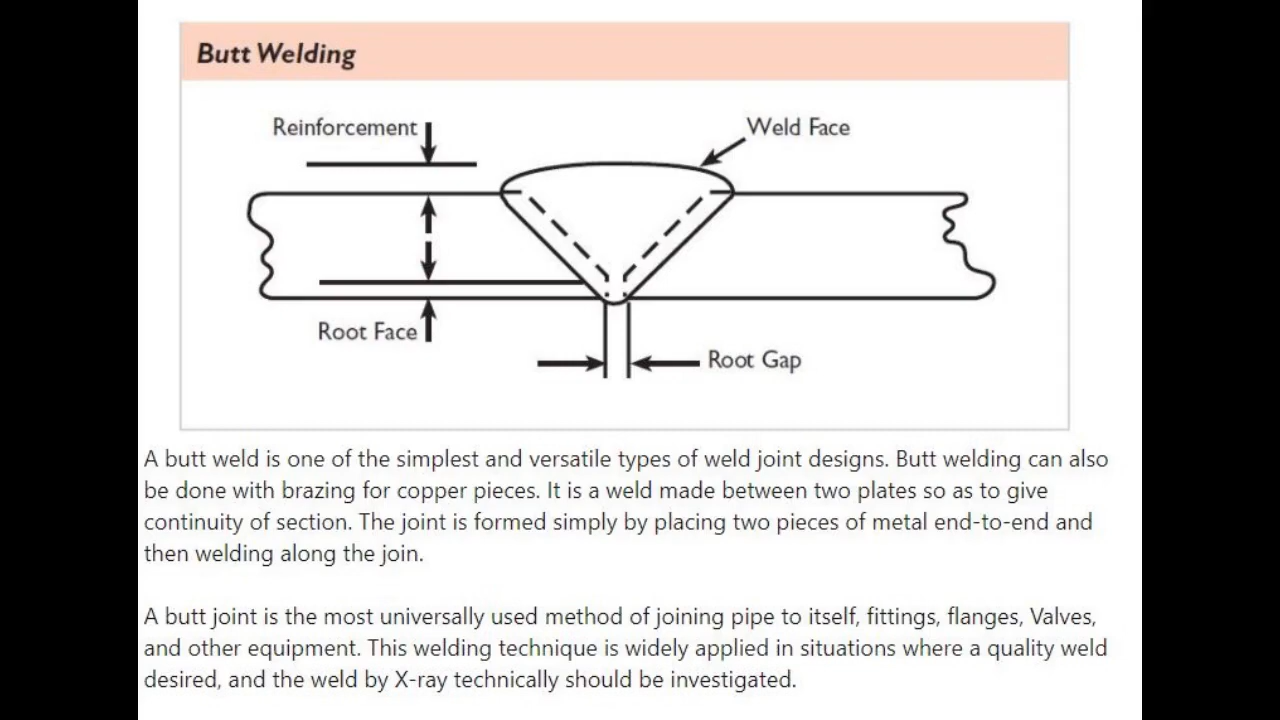 Butt Welding
Reinforcement
Weld Face
Root Face
Root Gap
A butt weld is one of the simplest and versatile types of weld joint designs. Butt welding can also
be done with brazing for copper pieces. It is a weld made between two plates so as to give
continuity of section. The joint is formed simply by placing two pieces of metal end-to-end and
then welding along the join.
A butt joint is the most universally used method of joining pipe to itself, fittings, flanges, Valves,
and other equipment. This welding technique is widely applied in situations where a quality weld
desired, and the weld by X-ray technically should be investigated.